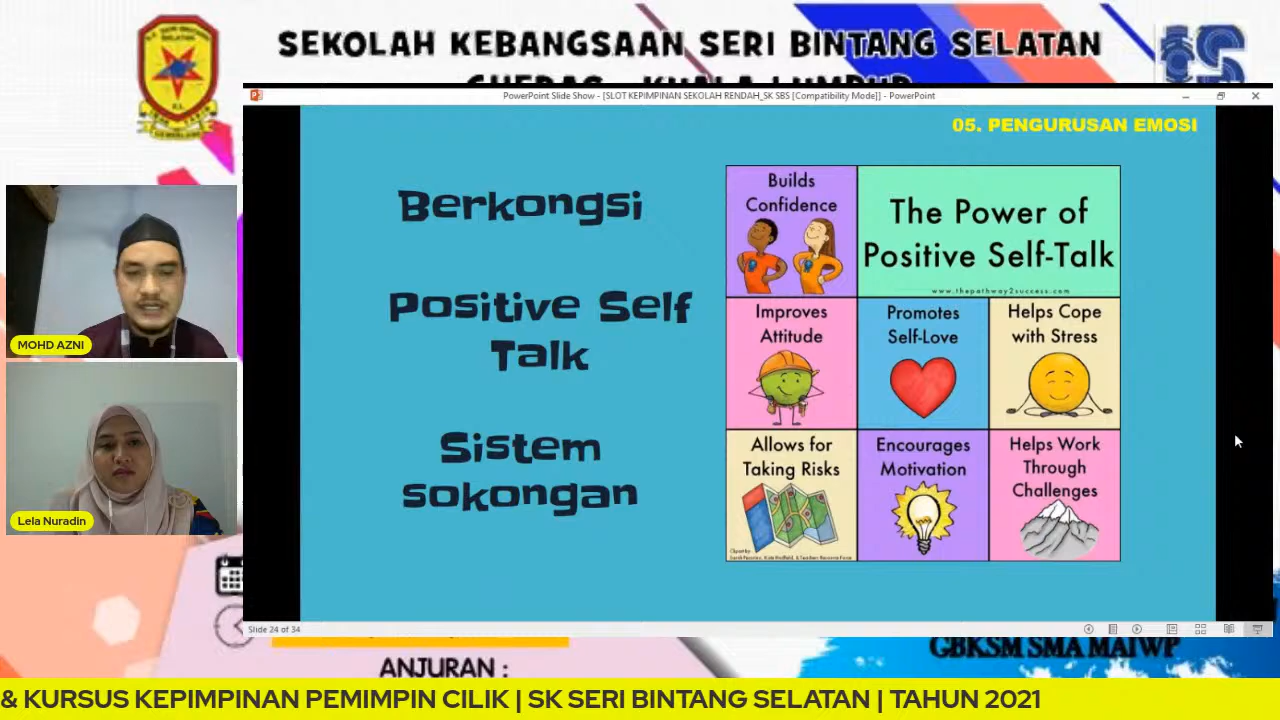 SEKOLAH KEBANGSAAN SERI BINTANG SELATAN
PowerPoint Slide Show - [SLOT KEPIMPINAN SEKOLAH RENDAH_SK SBS [Compatibility Mode]] - PowerPoint
05. PENGURUSAN EMOSI
Berkongsi
Positive Self
Talk
Sistem
sokongan
Builds
Confidence
The Power of
Positive Self-Talk
www.thepathway2success.com
Improves
Attitude
Promotes
Self-Love
Helps Cope
with Stress
Allows for
Taking Risks
Encourages
Motivation
Helps Work
Through
Challenges
MOHD AZNI
Lela Nuradin
Slide 24 of 34
GBKSM SMA MAIWP
ANJURAN :
& KURSUS KEPIMPINAN PEMIMPIN CILIK | SK SERI BINTANG SELATAN | TAHUN 2021